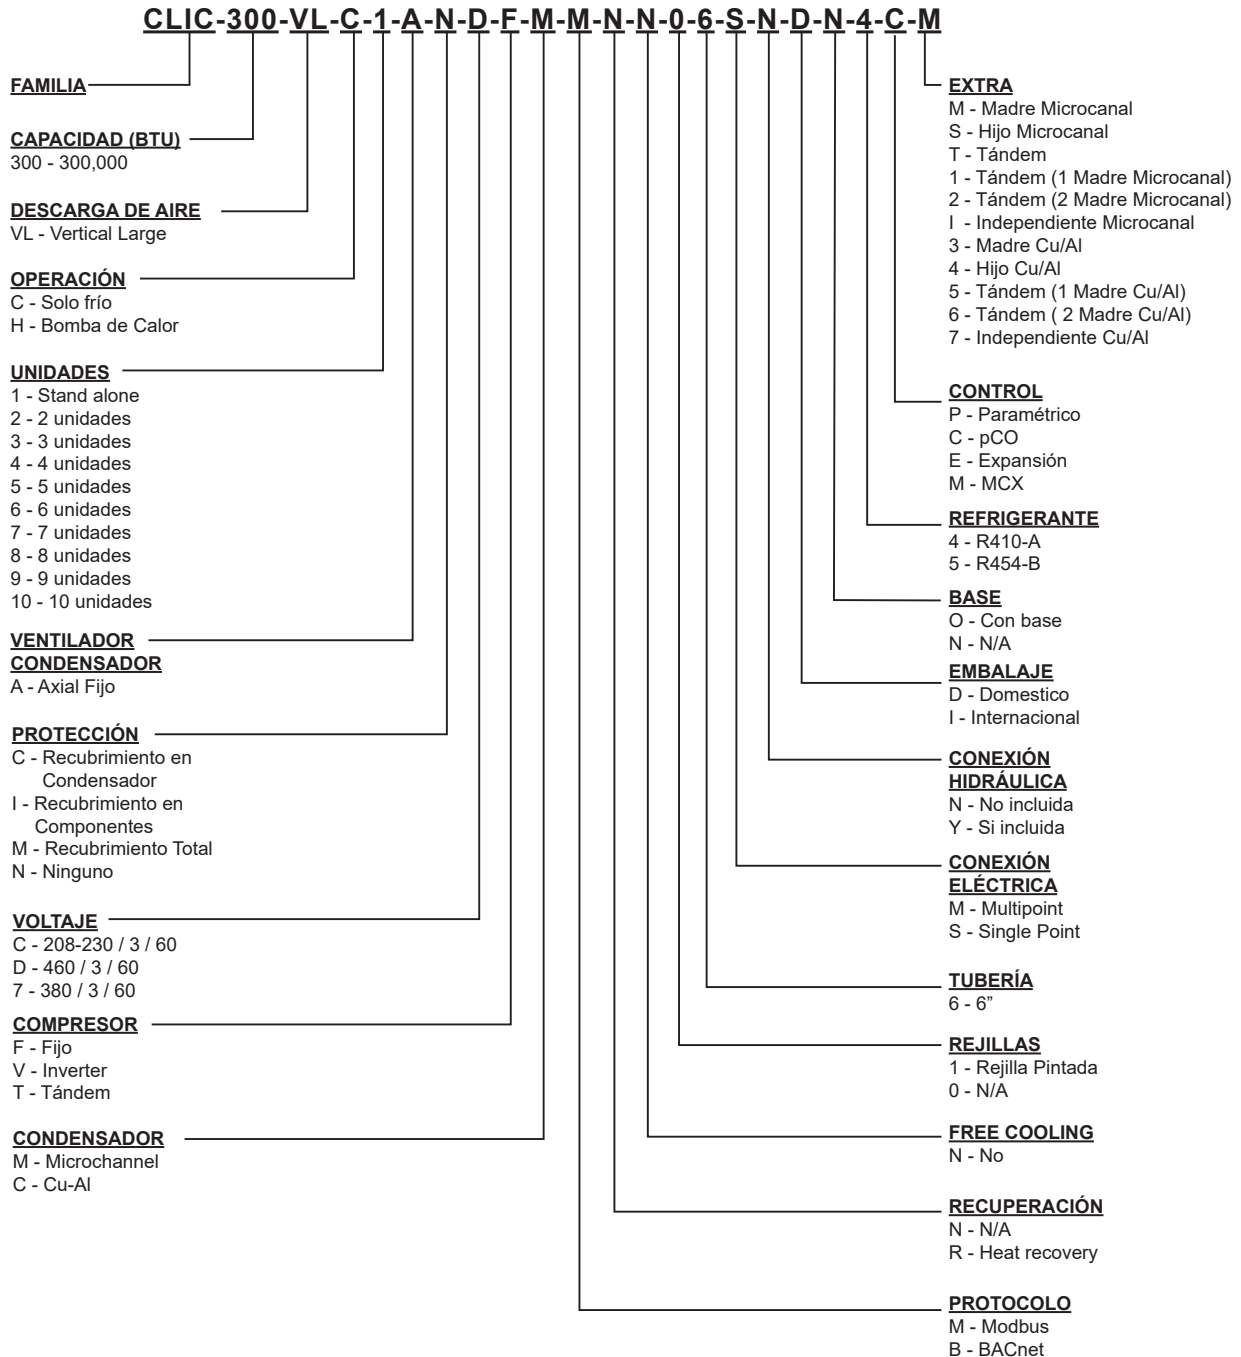 CLIC-300-VL-C-1-A-N-D-F-M-M-N-N-0-6-S-N-D-N-4-C-M
FAMILIA
CAPACIDAD (BTU)
300 - 300,000
DESCARGA DE AIRE
VL - Vertical Large
OPERACIÓN
C - Solo frío
H - Bomba de Calor
UNIDADES
1 - Stand alone
2 - 2 unidades
3 - 3 unidades
4 - 4 unidades
5 - 5 unidades
6 - 6 unidades
7 - 7 unidades
8 - 8 unidades
9 - 9 unidades
10 - 10 unidades
VENTILADOR
CONDENSADOR
A - Axial Fijo
PROTECCIÓN
C - Recubrimiento en
Condensador
I - Recubrimiento en
Componentes
M - Recubrimiento Total
N - Ninguno
VOLTAJE
C - 208-230 / 3 / 60
D - 460 / 3 / 60
7 - 380 / 3 / 60
COMPRESOR
F - Fijo
V - Inverter
T - Tándem
CONDENSADOR
M - Microchannel
C - Cu-Al
EXTRA
M - Madre Microcanal
S - Hijo Microcanal
T - Tándem
1 - Tándem (1 Madre Microcanal)
2 - Tándem (2 Madre Microcanal)
I - Independiente Microcanal
3 - Madre Cu/Al
4 - Hijo Cu/Al
5 - Tándem (1 Madre Cu/Al)
6 - Tándem ( 2 Madre Cu/Al)
7 - Independiente Cu/Al
CONTROL
P - Paramétrico
C - pCO
E - Expansión
M - MCX
REFRIGERANTE
4 - R410-A
5 - R454-B
BASE
O - Con base
N - N/A
EMBALAJE
D - Domestico
I - Internacional
CONEXIÓN
HIDRÁULICA
N - No incluida
Y - Si incluida
CONEXIÓN
ELÉCTRICA
M - Multipoint
S - Single Point
TUBERÍA
6 - 6”
REJILLAS
1 - Rejilla Pintada
0 - N/A
FREE COOLING
N - No
RECUPERACIÓN
N - N/A
R - Heat recovery
PROTOCOLO
M - Modbus
B - BACnet